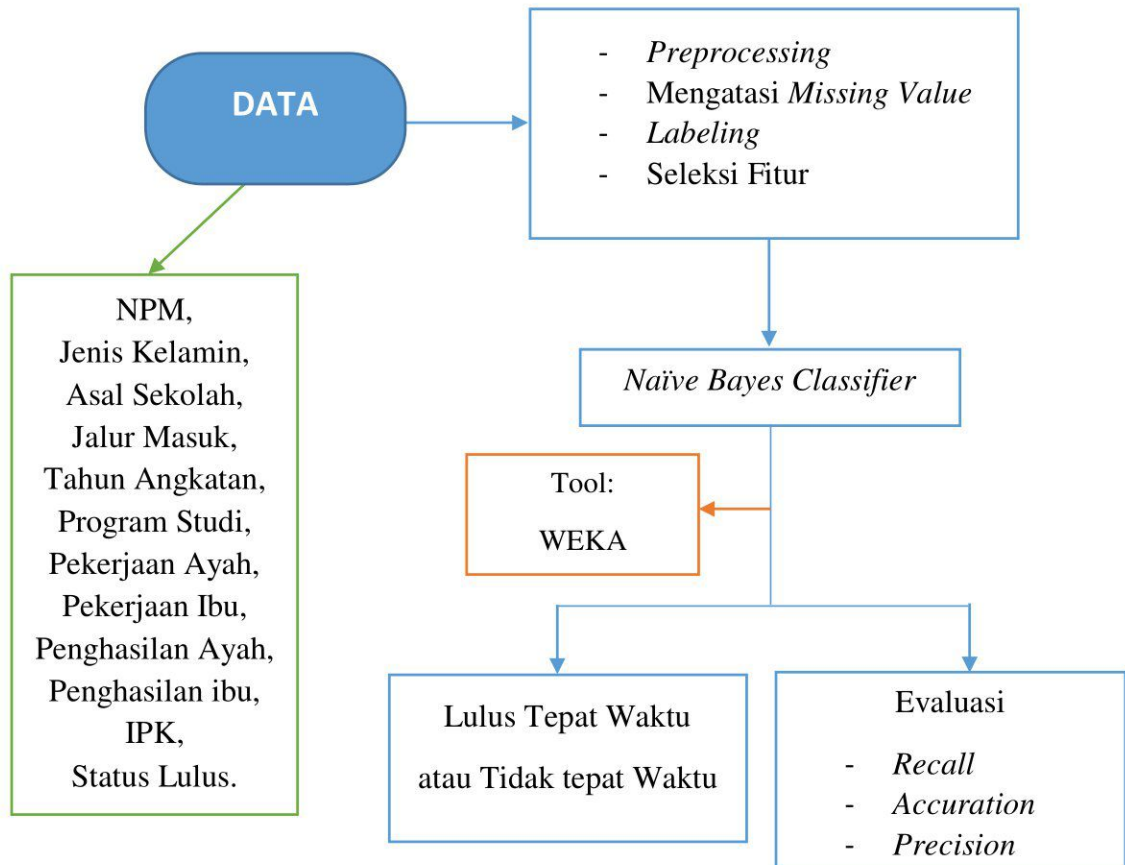 DATA
- Preprocessing
- Mengatasi Missing Value
- Labeling
- Seleksi Fitur
NPM,
Jenis Kelamin,
Asal Sekolah,
Jalur Masuk,
Tahun Angkatan,
Program Studi,
Pekerjaan Ayah,
Pekerjaan Ibu,
Penghasilan Ayah,
Penghasilan ibu,
IPK,
Status Lulus.
Naïve Bayes Classifier
Tool:
WEKA
Lulus Tepat Waktu
atau Tidak tepat Waktu
Evaluasi
- Recall
- Accuration
- Precision